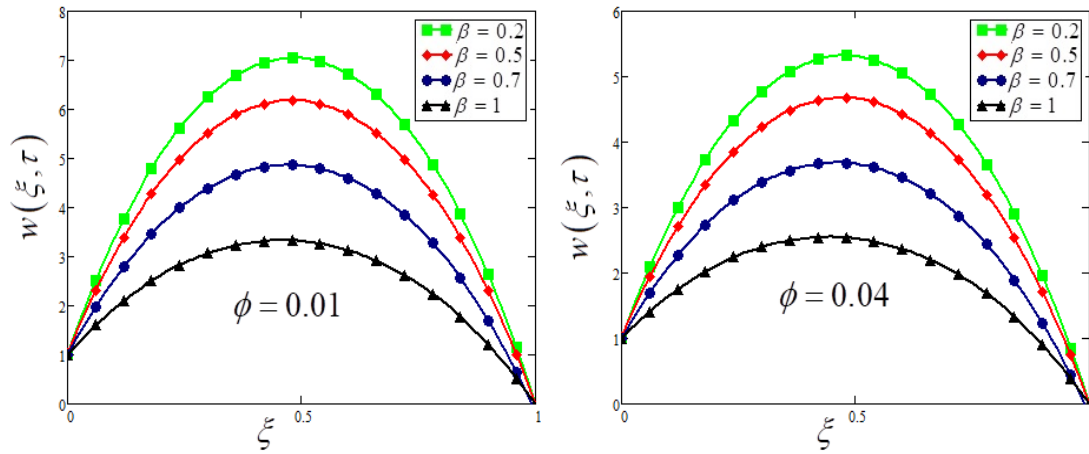 8
7
6
5
4
3
2
1
0
w(ξ,τ)
β = 0.2
β = 0.5
β = 0.7
β = 1
ϕ = 0.01
0
0.5
1
ξ
6
5
4
3
2
1
0
w(ξ,τ)
β = 0.2
β = 0.5
β = 0.7
β = 1
ϕ = 0.04
0
0.5
ξ